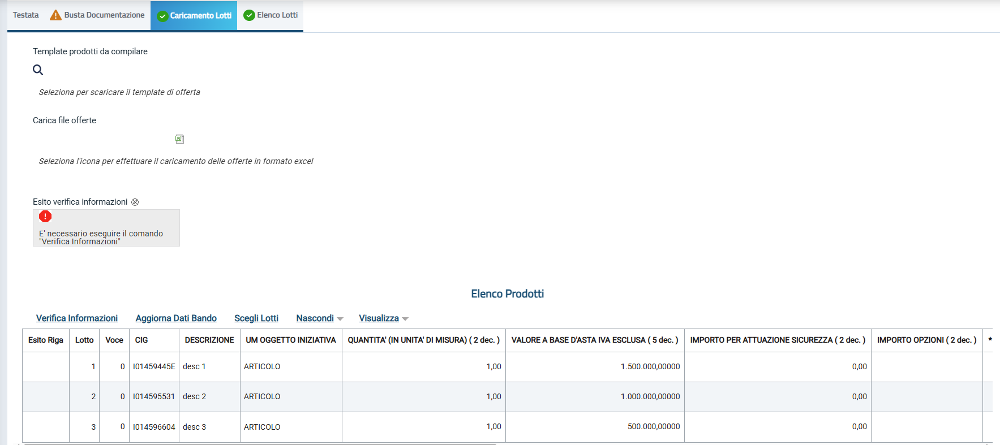 Testata Busta Documentazione Caricamento Lotti Elenco Lotti
Template prodotti da compilare
Seleziona per scaricare il template di offerta
Carica file offerte
Seleziona l'icona per effettuare il caricamento delle offerte in formato excel
Esito verifica informazioni
E' necessario eseguire il comando
"Verifica Informazioni"
Elenco Prodotti
Verifica Informazioni Aggiorna Dati Bando Scegli Lotti Nascondi Visualizza
Esito Riga Lotto Voce CIG DESCRIZIONE UM OGGETTO INIZIATIVA QUANTITA' (IN UNITA' DI MISURA) ( 2 dec. ) VALORE A BASE D'ASTA IVA ESCLUSA ( 5 dec. ) IMPORTO PER ATTUAZIONE SICUREZZA ( 2 dec. ) IMPORTO OPZIONI ( 2 dec. ) *
1 0 I01459445E desc 1 ARTICOLO 1,00 1.500.000,00000 0,00
2 0 I014595531 desc 2 ARTICOLO 1,00 1.000.000,00000 0,00
3 0 I014596604 desc 3 ARTICOLO 1,00 500.000,00000 0,00